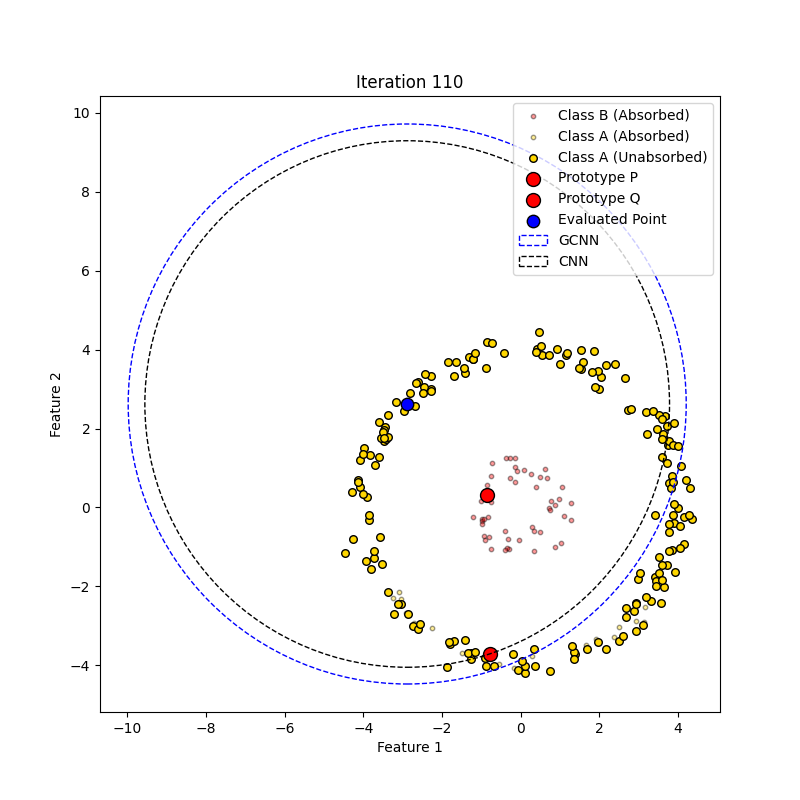 Iteration 110
Class B (Absorbed)
Class A (Absorbed)
Class A (Unabsorbed)
Prototype P
Prototype Q
Evaluated Point
GCNN
CNN
10
8
6
4
2
0
−2
−4
Feature 2
−10 −8 −6 −4 −2 0 2 4
Feature 1